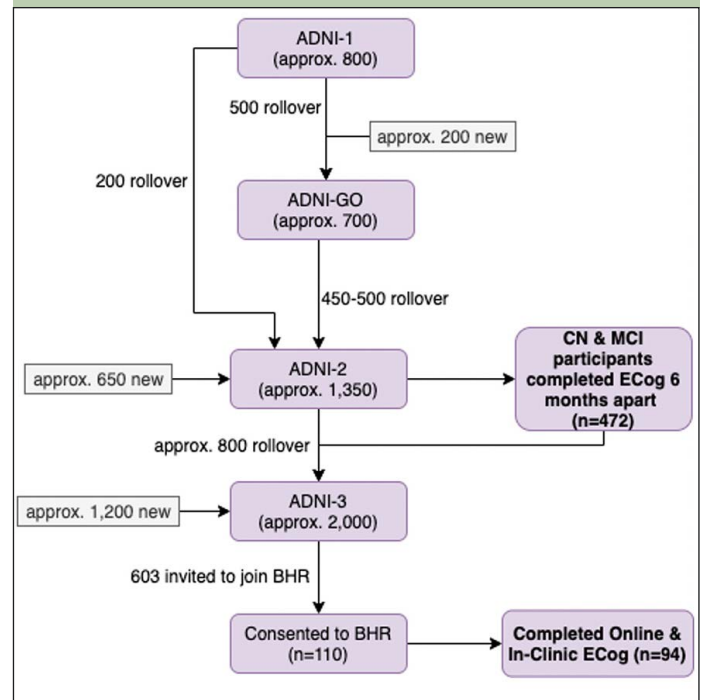 ADNI-1
(approx. 800)
500 rollover
approx. 200 new
200 rollover
ADNI-GO
(approx. 700)
450-500 rollover
approx. 650 new
ADNI-2
(approx. 1,350)
CN & MCI
participants
completed ECog 6
months apart
(n=472)
approx. 800 rollover
approx. 1,200 new
ADNI-3
(approx. 2,000)
603 invited to join BHR
Consented to BHR
(n=110)
Completed Online &
In-Clinic ECog (n=94)